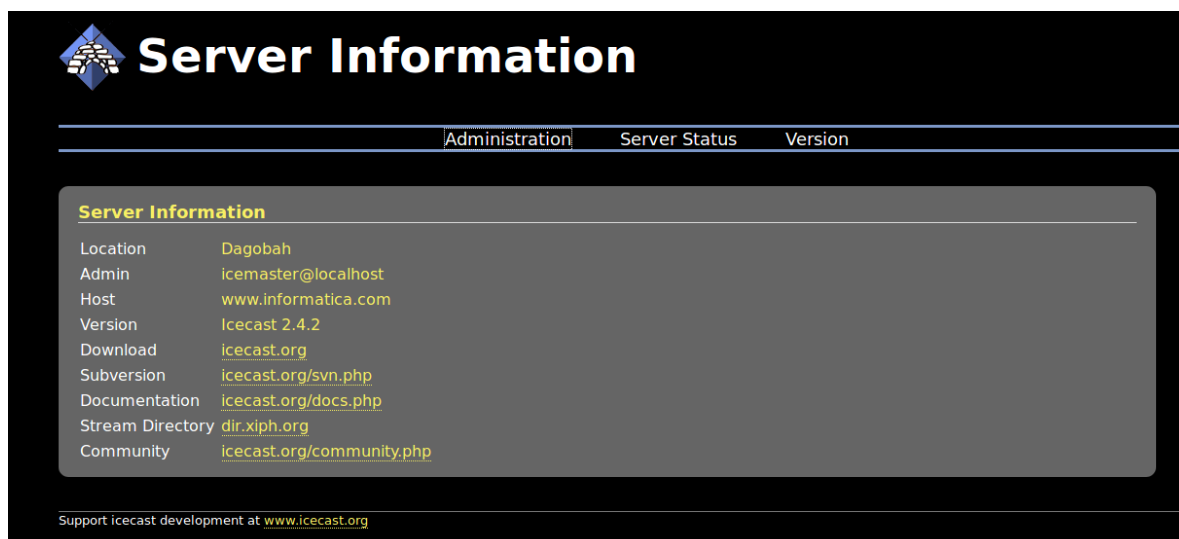 Server Information
Administration Server Status Version
Server Information
Location Dagobah
Admin icemaster@localhost
Host www.informatica.com
Version Icecast 2.4.2
Download icecast.org
Subversion icecast.org/svn.php
Documentation icecast.org/docs.php
Stream Directory dir.xiph.org
Community icecast.org/community.php
Support icecast development at www.icecast.org